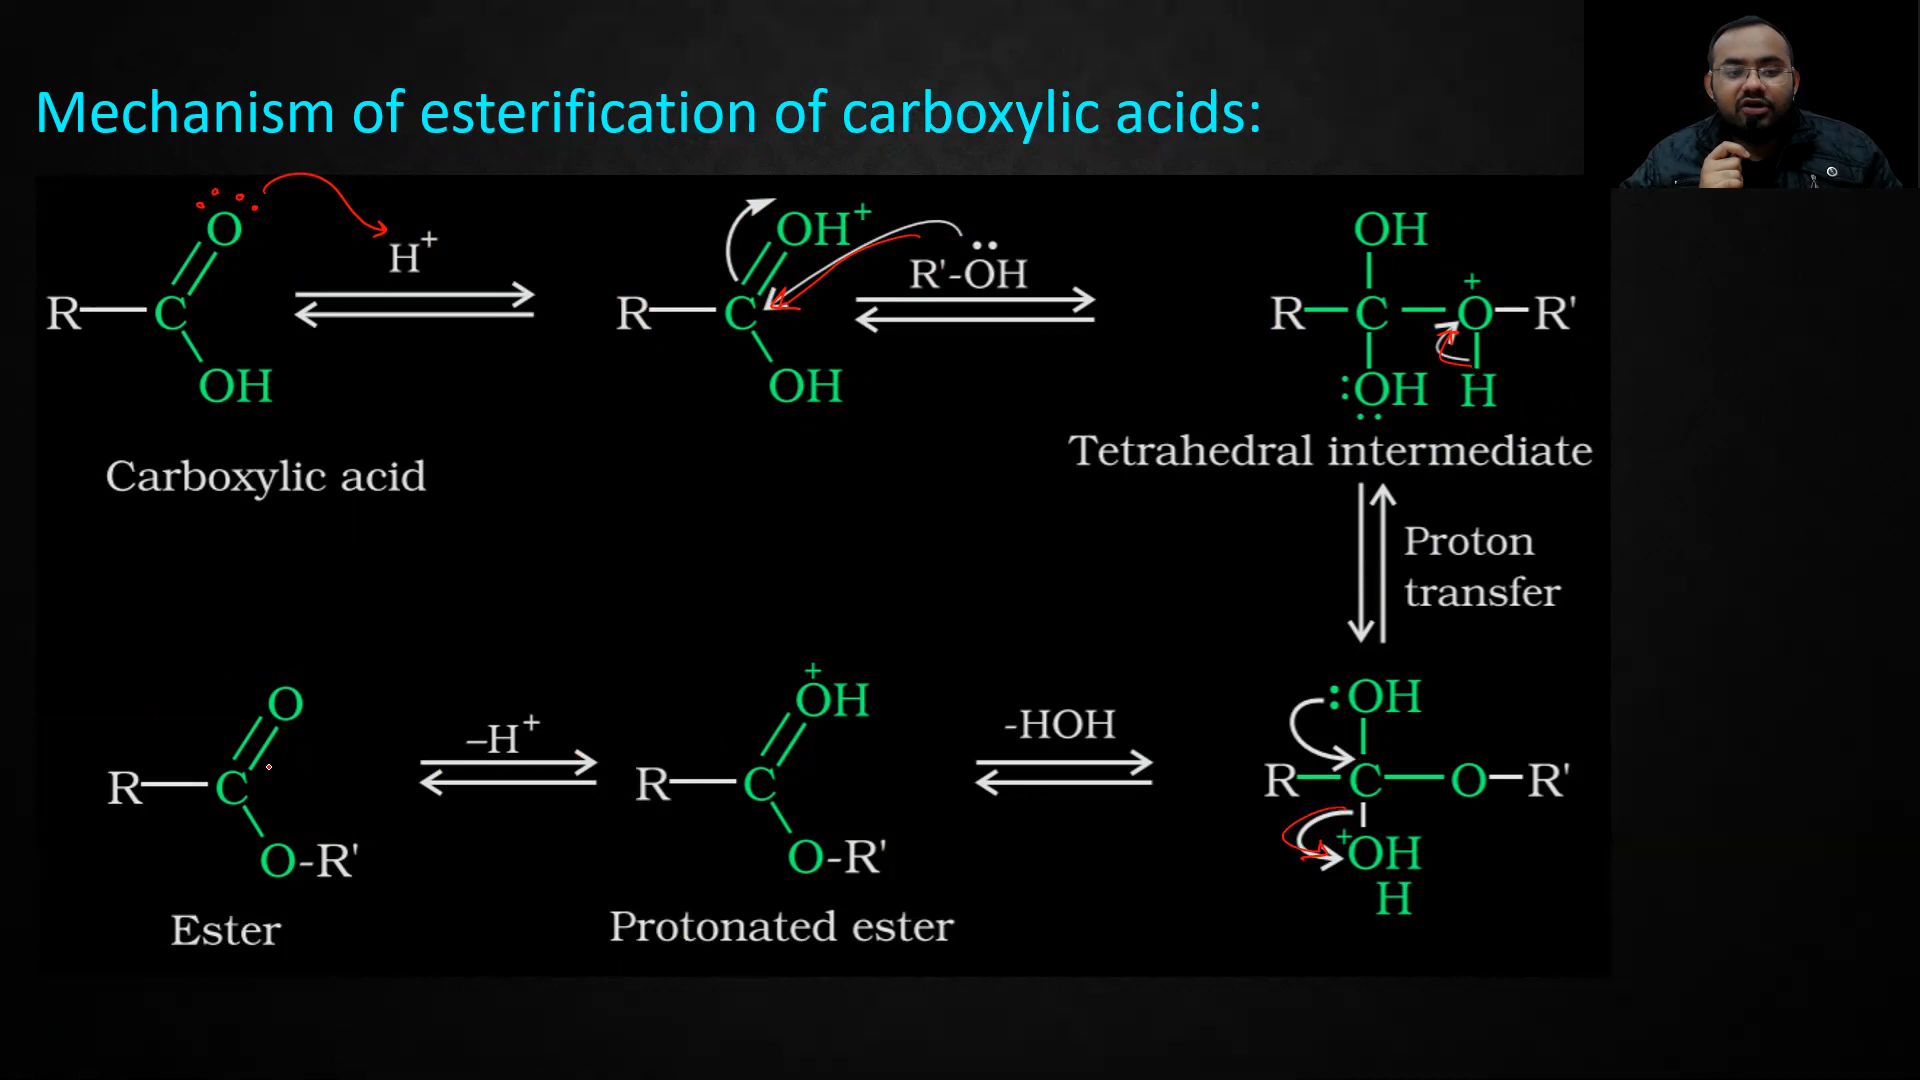 Mechanism of esterification of carboxylic acids:
O
H⁺
R C
OH
Carboxylic acid
OH⁺
R C
OH
R'-ÖH
OH
R C O⁺ R'
:OH H
Tetrahedral intermediate
Proton
transfer
:OH
R C O R'
⁺OH
H
-HOH
⁺OH
R C
O-R'
Protonated ester
–H⁺
O
R C
O-R'
Ester